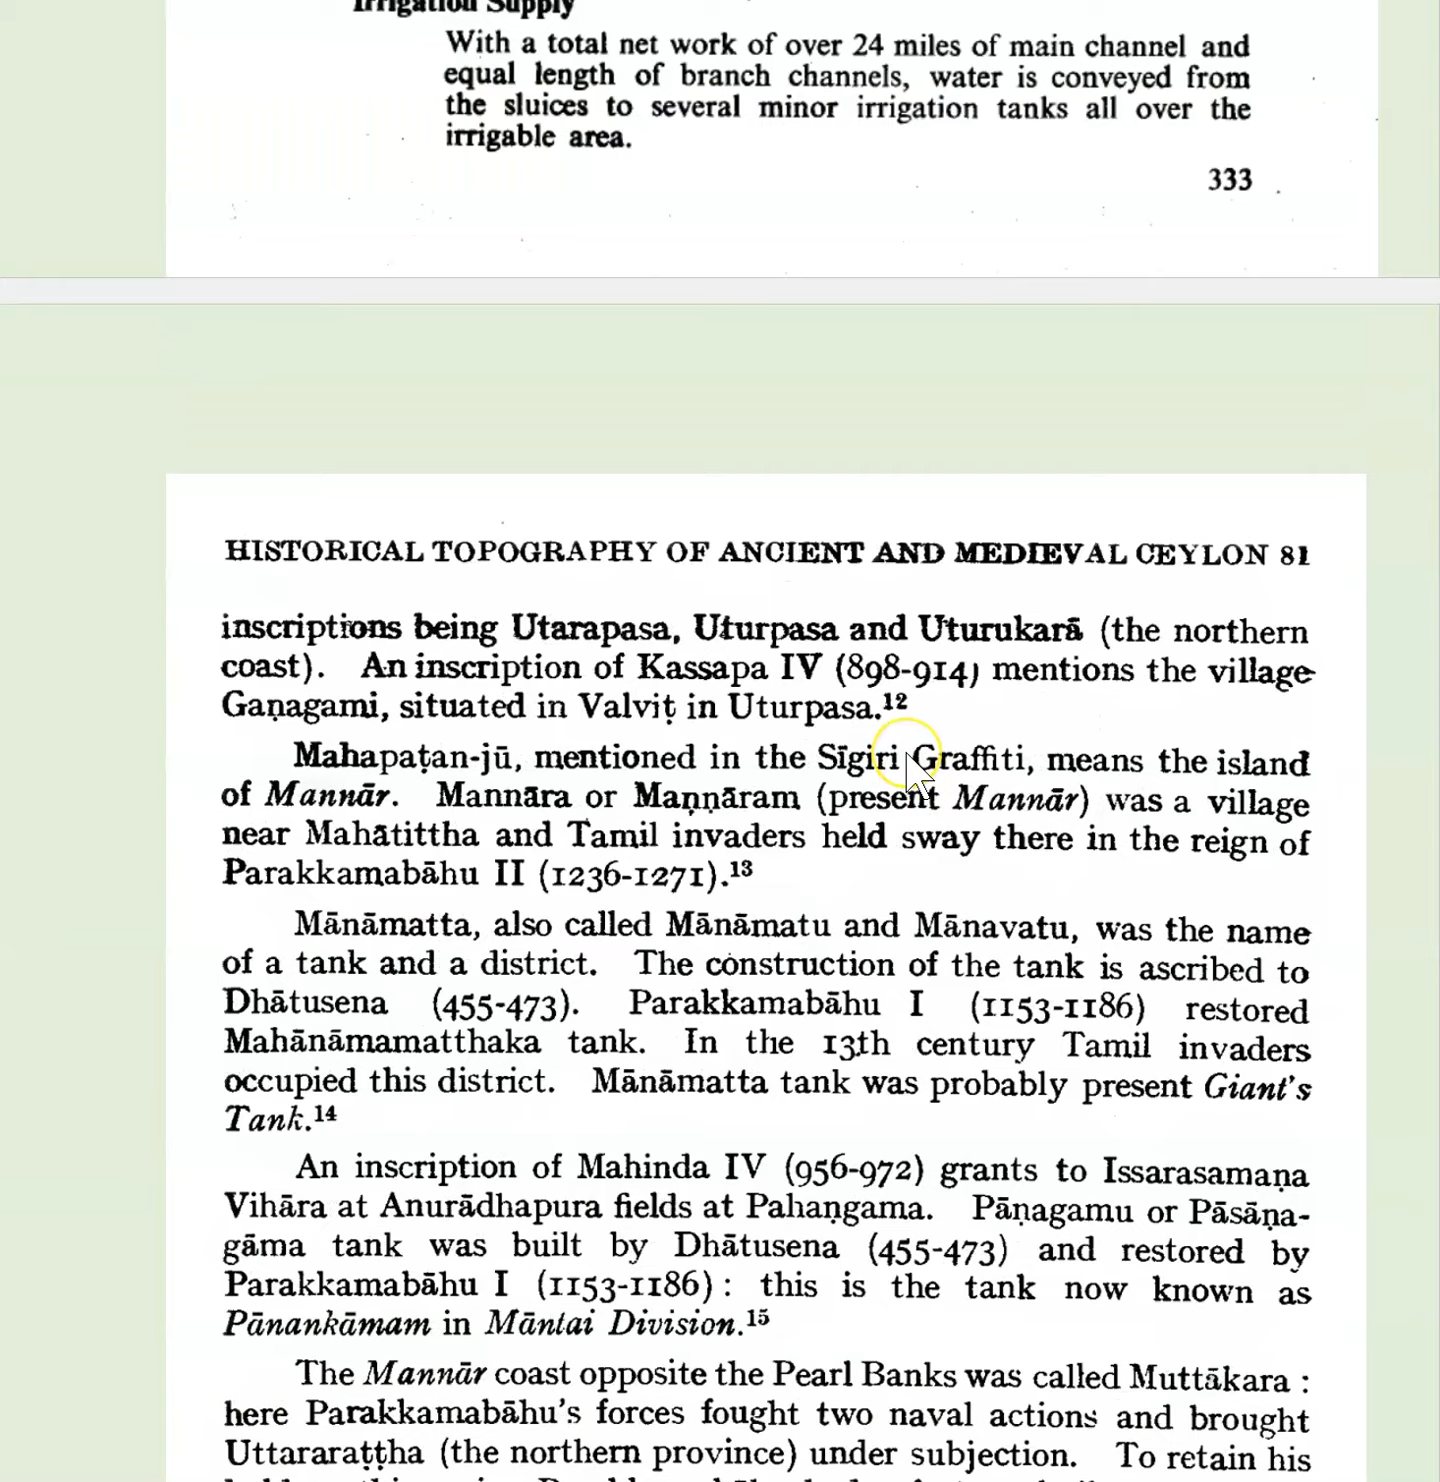 Irrigation Supply
With a total net work of over 24 miles of main channel and
equal length of branch channels, water is conveyed from
the sluices to several minor irrigation tanks all over the
irrigable area.
333
HISTORICAL TOPOGRAPHY OF ANCIENT AND MEDIEVAL CEYLON 81
inscriptions being Utarapasa, Uturpasa and Uturukarā (the northern
coast). An inscription of Kassapa IV (898-914) mentions the village
Gaṇagami, situated in Valviṭ in Uturpasa.¹²
Mahapaṭan-jū, mentioned in the Sīgiri Graffiti, means the island
of Mannār. Mannāra or Maṇṇāram (present Mannār) was a village
near Mahātittha and Tamil invaders held sway there in the reign of
Parakkamabāhu II (1236-1271).¹³
Mānāmatta, also called Mānāmatu and Mānavatu, was the name
of a tank and a district. The construction of the tank is ascribed to
Dhātusena (455-473). Parakkamabāhu I (1153-1186) restored
Mahānāmamatthaka tank. In the 13th century Tamil invaders
occupied this district. Mānāmatta tank was probably present Giant's
Tank.¹⁴
An inscription of Mahinda IV (956-972) grants to Issarasamaṇa
Vihāra at Anurādhapura fields at Pahaṇgama. Pāṇagamu or Pāsāṇa-
gāma tank was built by Dhātusena (455-473) and restored by
Parakkamabāhu I (1153-1186) : this is the tank now known as
Pānankāmam in Māntai Division.¹⁵
The Mannār coast opposite the Pearl Banks was called Muttākara :
here Parakkamabāhu's forces fought two naval actions and brought
Uttararaṭṭha (the northern province) under subjection. To retain his